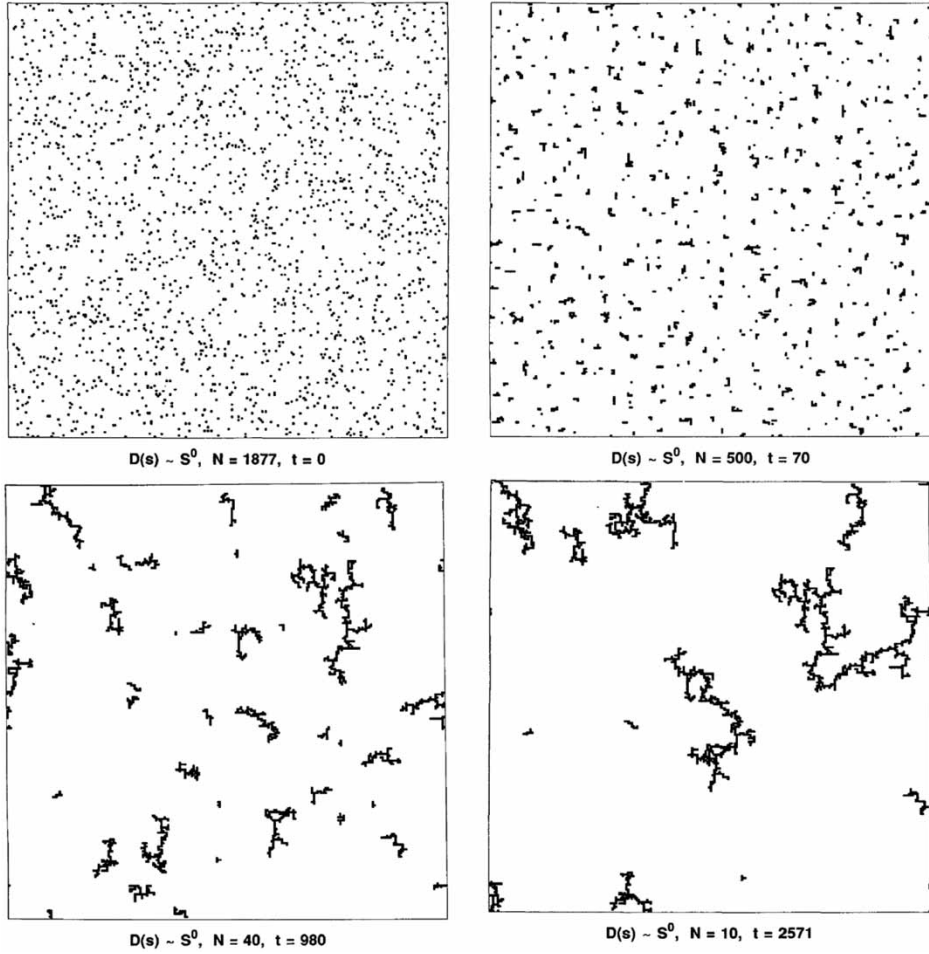 D(s) ~ S⁰, N = 1877, t = 0
D(s) ~ S⁰, N = 500, t = 70
D(s) ~ S⁰, N = 40, t = 980
D(s) ~ S⁰, N = 10, t = 2571